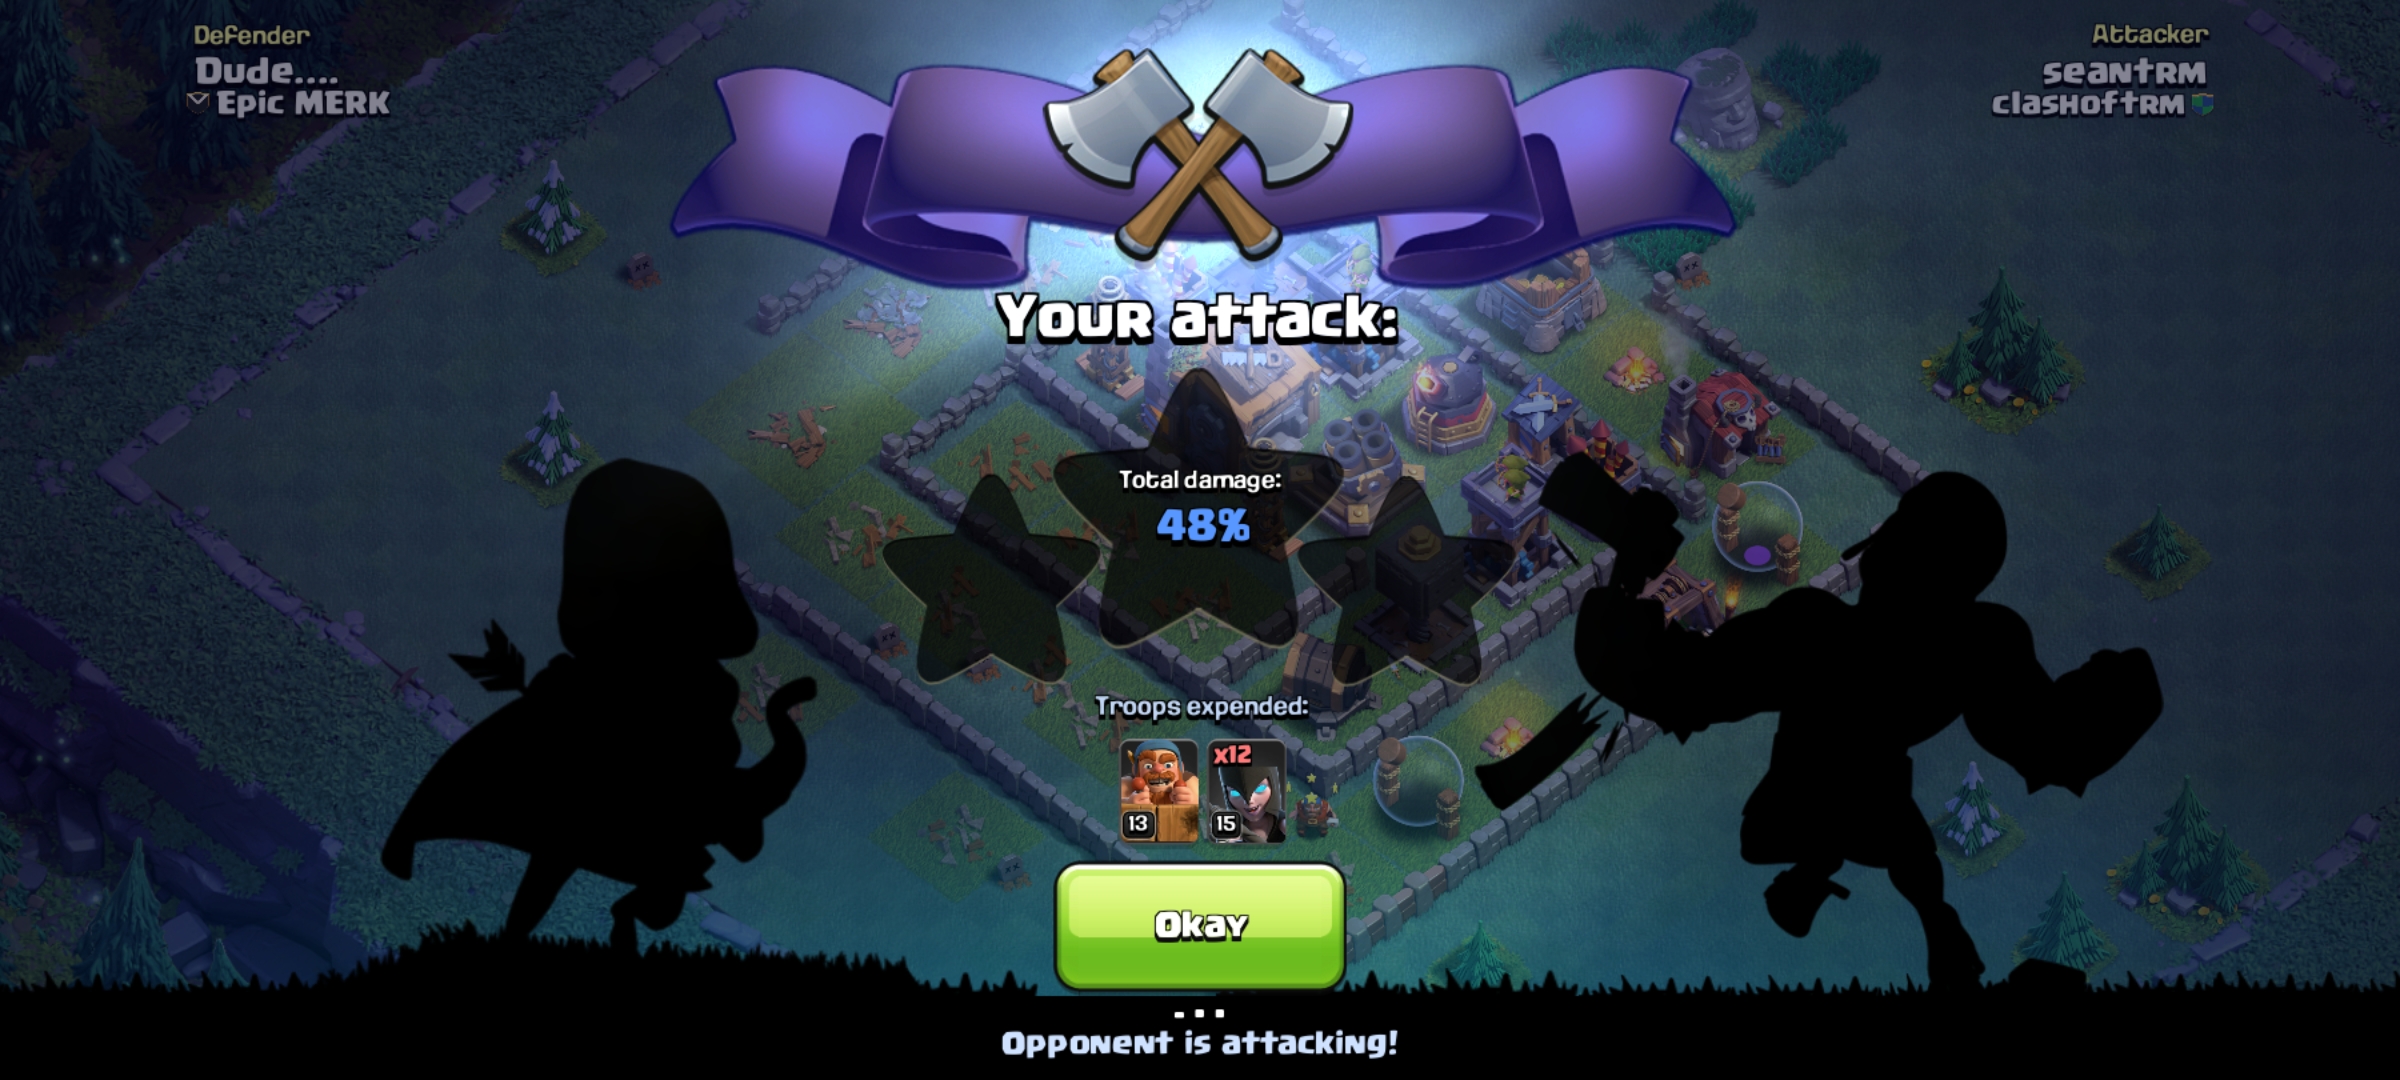 Defender
Dude....
Epic MERK
Attacker
seantRM
clashoftRM
Your attack:
Total damage:
48%
Troops expended:
x12
13
15
Okay
...
Opponent is attacking!